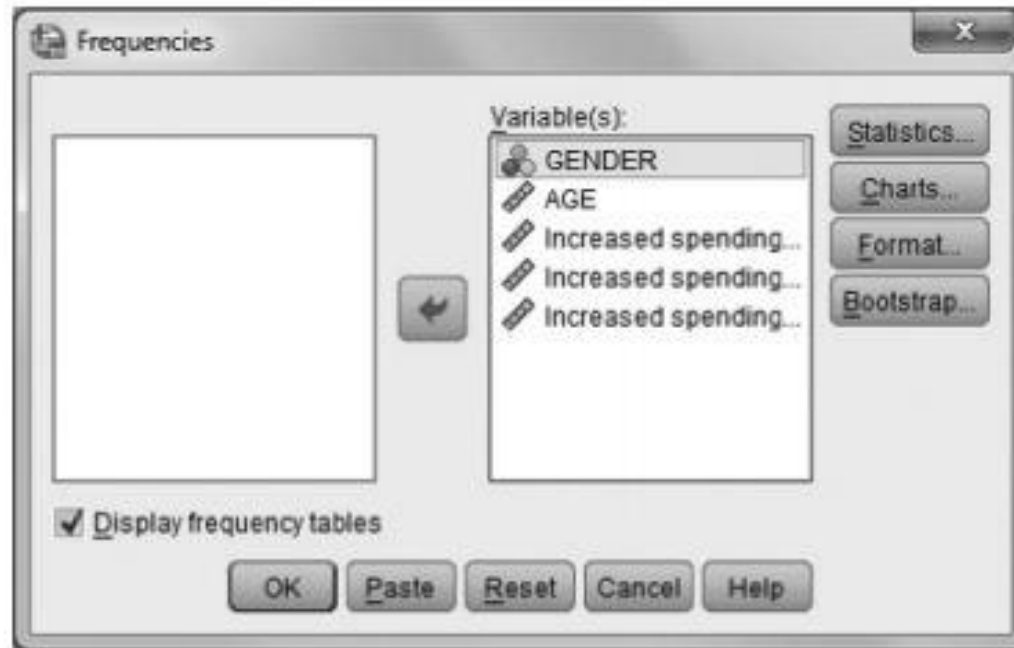 Frequencies
Variable(s):
GENDER
AGE
Increased spending...
Increased spending...
Increased spending...
Statistics...
Charts...
Format...
Bootstrap...
Display frequency tables
OK
Paste
Reset
Cancel
Help